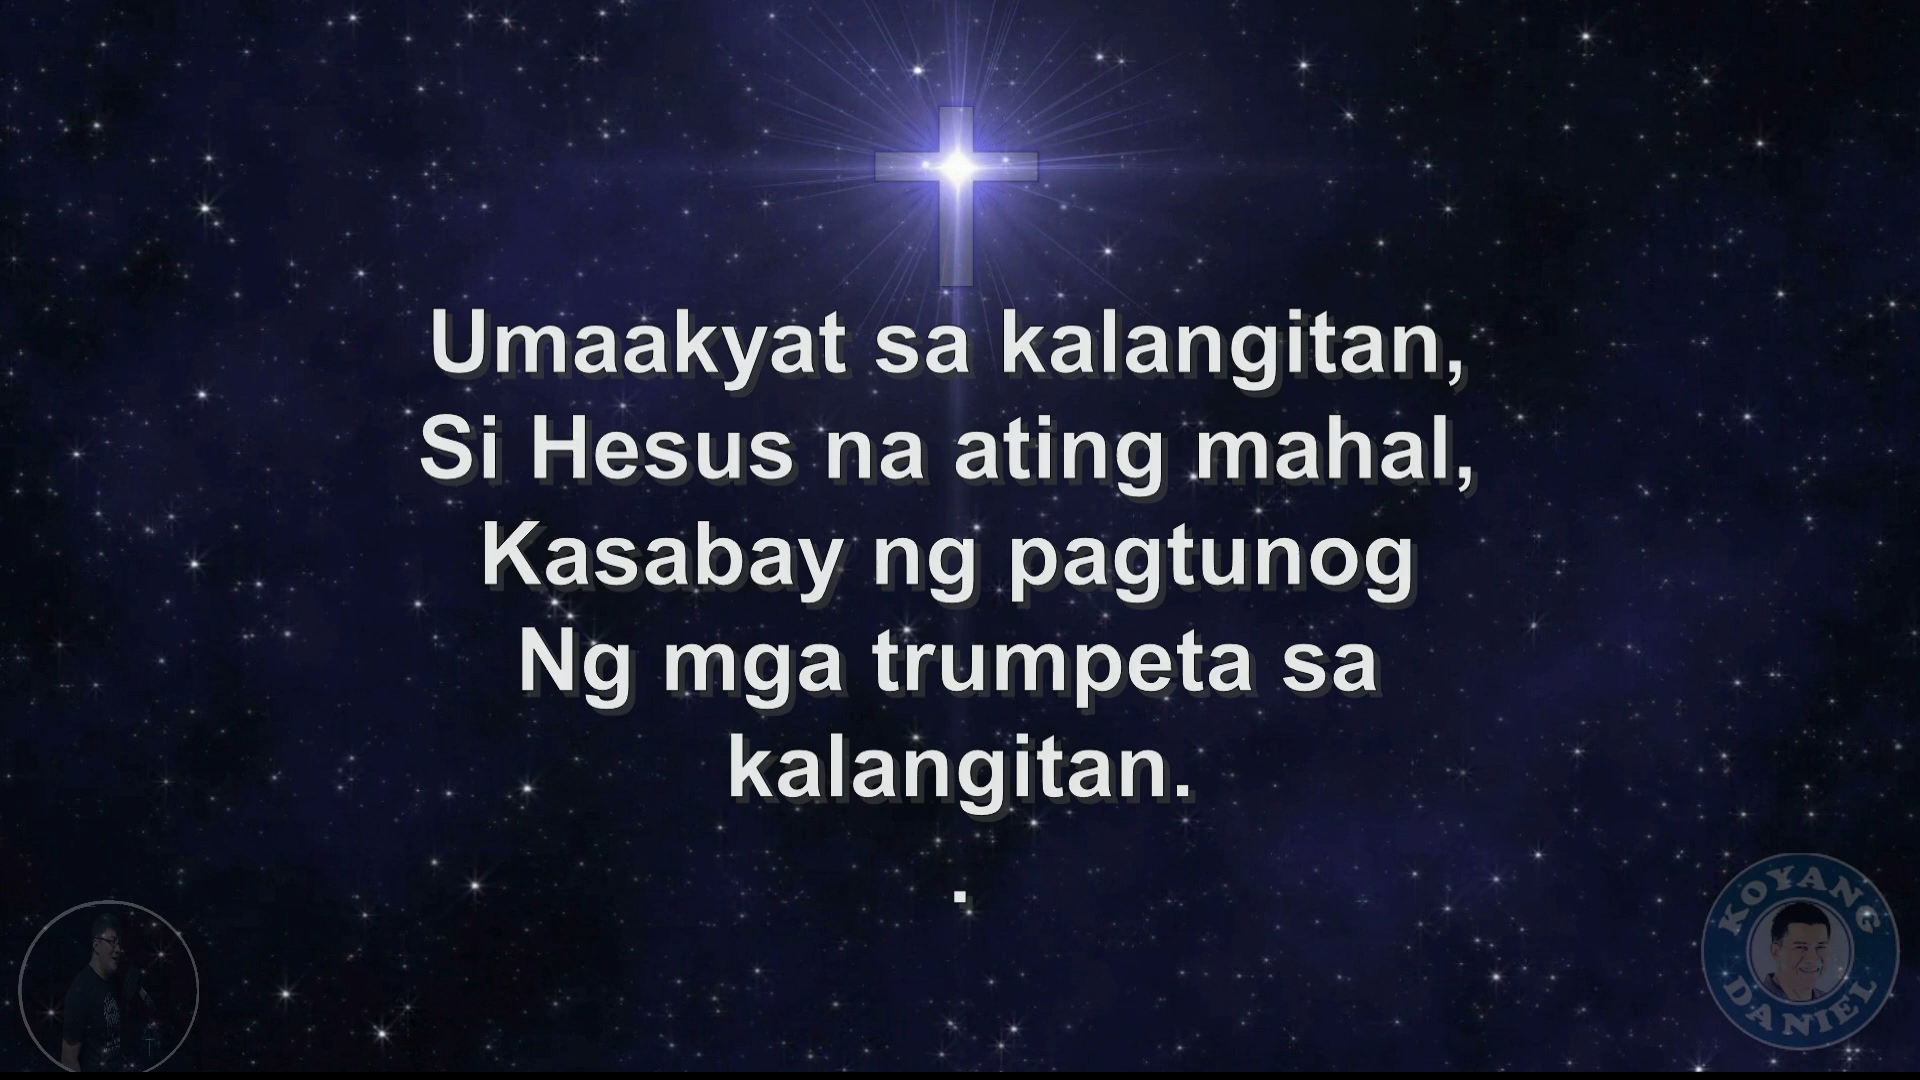 Umaakyat sa kalangitan,
Si Hesus na ating mahal,
Kasabay ng pagtunog
Ng mga trumpeta sa
kalangitan.
.
KOYANG
DANIEL